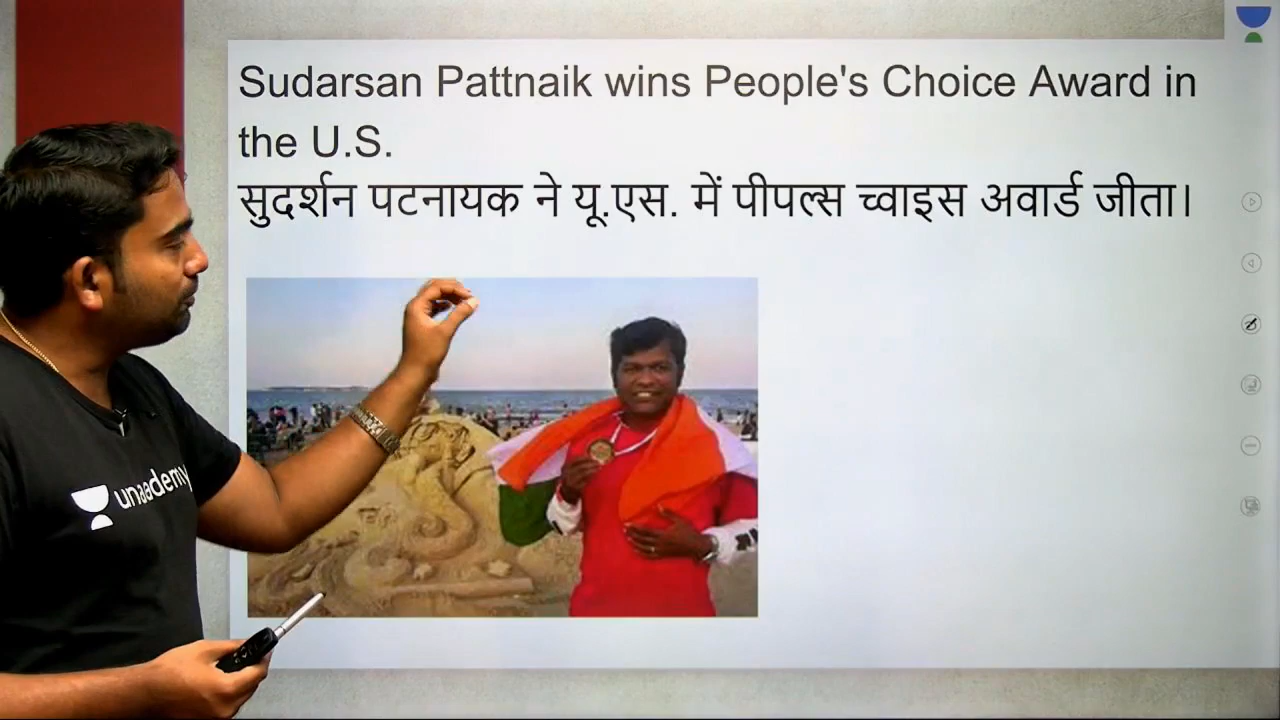 Sudarsan Pattnaik wins People's Choice Award in
the U.S.
सुदर्शन पटनायक ने यू.एस. में पीपल्स च्वाइस अवार्ड जीता।
unacademy